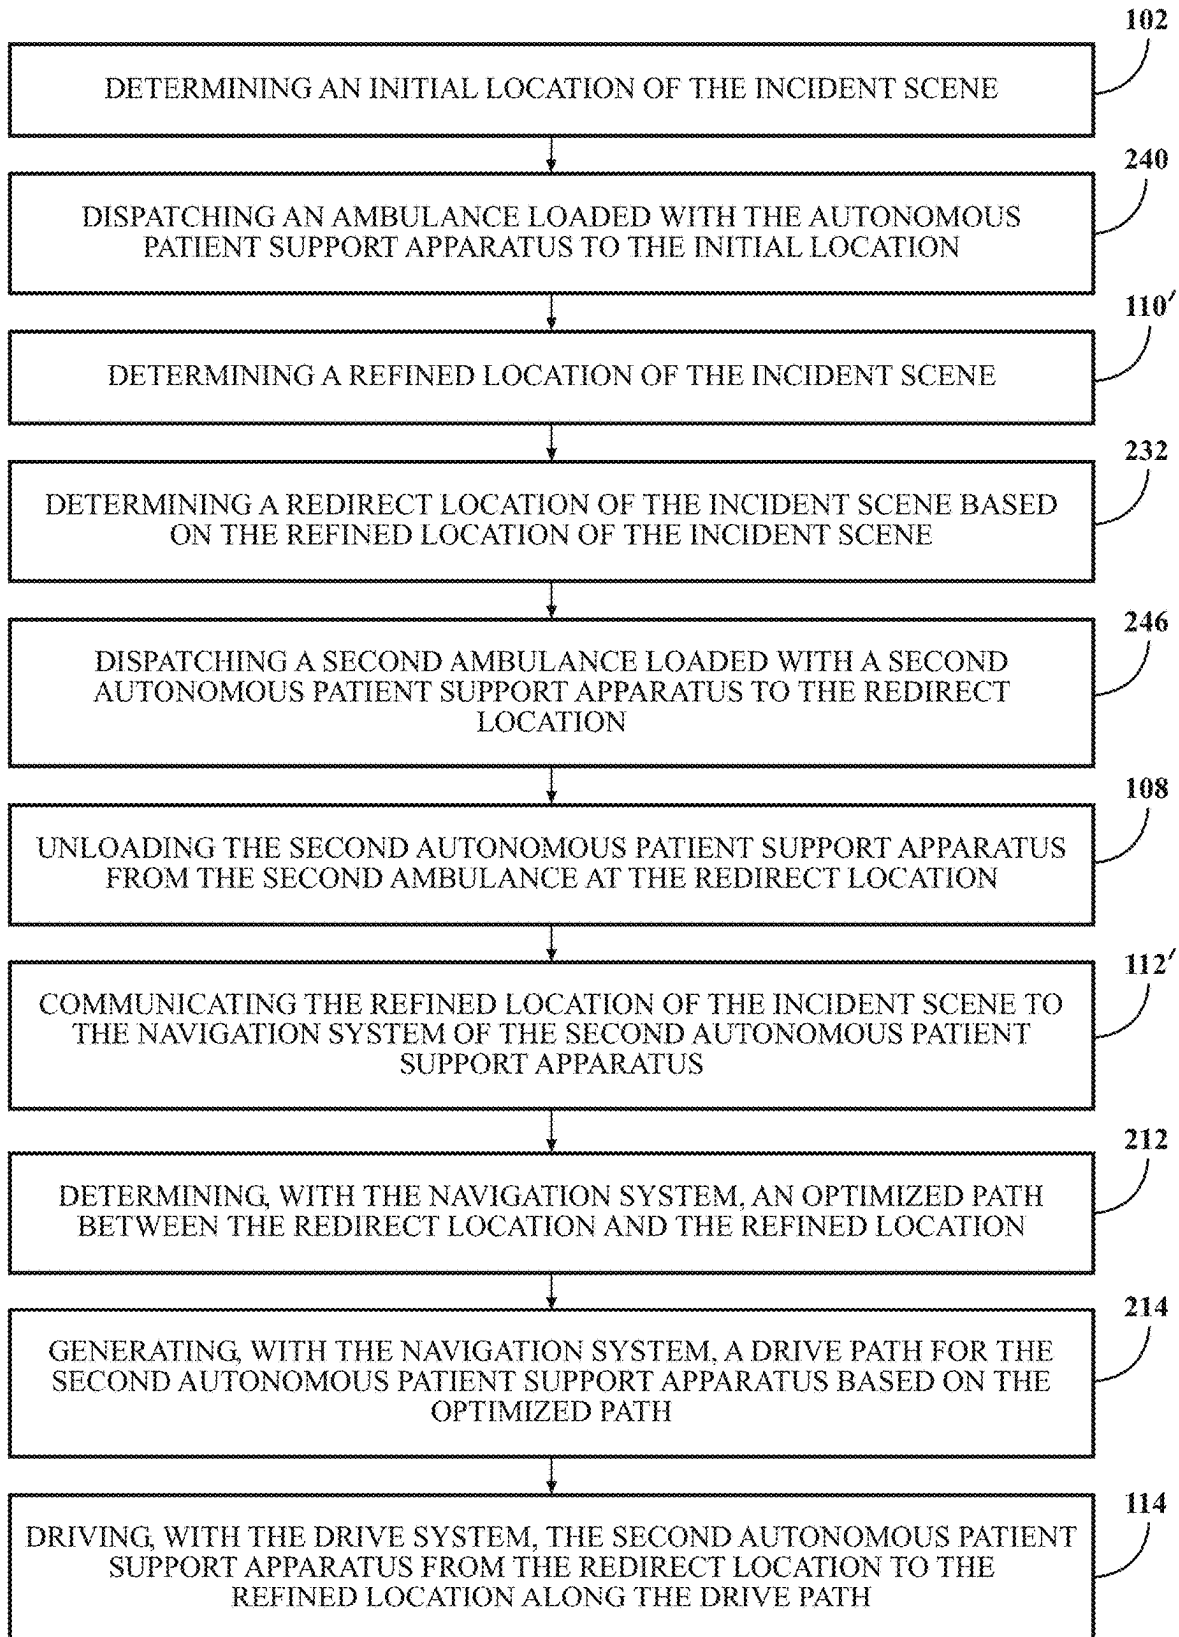 102
DETERMINING AN INITIAL LOCATION OF THE INCIDENT SCENE
240
DISPATCHING AN AMBULANCE LOADED WITH THE AUTONOMOUS
PATIENT SUPPORT APPARATUS TO THE INITIAL LOCATION
110′
DETERMINING A REFINED LOCATION OF THE INCIDENT SCENE
232
DETERMINING A REDIRECT LOCATION OF THE INCIDENT SCENE BASED
ON THE REFINED LOCATION OF THE INCIDENT SCENE
246
DISPATCHING A SECOND AMBULANCE LOADED WITH A SECOND
AUTONOMOUS PATIENT SUPPORT APPARATUS TO THE REDIRECT
LOCATION
108
UNLOADING THE SECOND AUTONOMOUS PATIENT SUPPORT APPARATUS
FROM THE SECOND AMBULANCE AT THE REDIRECT LOCATION
112′
COMMUNICATING THE REFINED LOCATION OF THE INCIDENT SCENE TO
THE NAVIGATION SYSTEM OF THE SECOND AUTONOMOUS PATIENT
SUPPORT APPARATUS
212
DETERMINING, WITH THE NAVIGATION SYSTEM, AN OPTIMIZED PATH
BETWEEN THE REDIRECT LOCATION AND THE REFINED LOCATION
214
GENERATING, WITH THE NAVIGATION SYSTEM, A DRIVE PATH FOR THE
SECOND AUTONOMOUS PATIENT SUPPORT APPARATUS BASED ON THE
OPTIMIZED PATH
114
DRIVING, WITH THE DRIVE SYSTEM, THE SECOND AUTONOMOUS PATIENT
SUPPORT APPARATUS FROM THE REDIRECT LOCATION TO THE
REFINED LOCATION ALONG THE DRIVE PATH